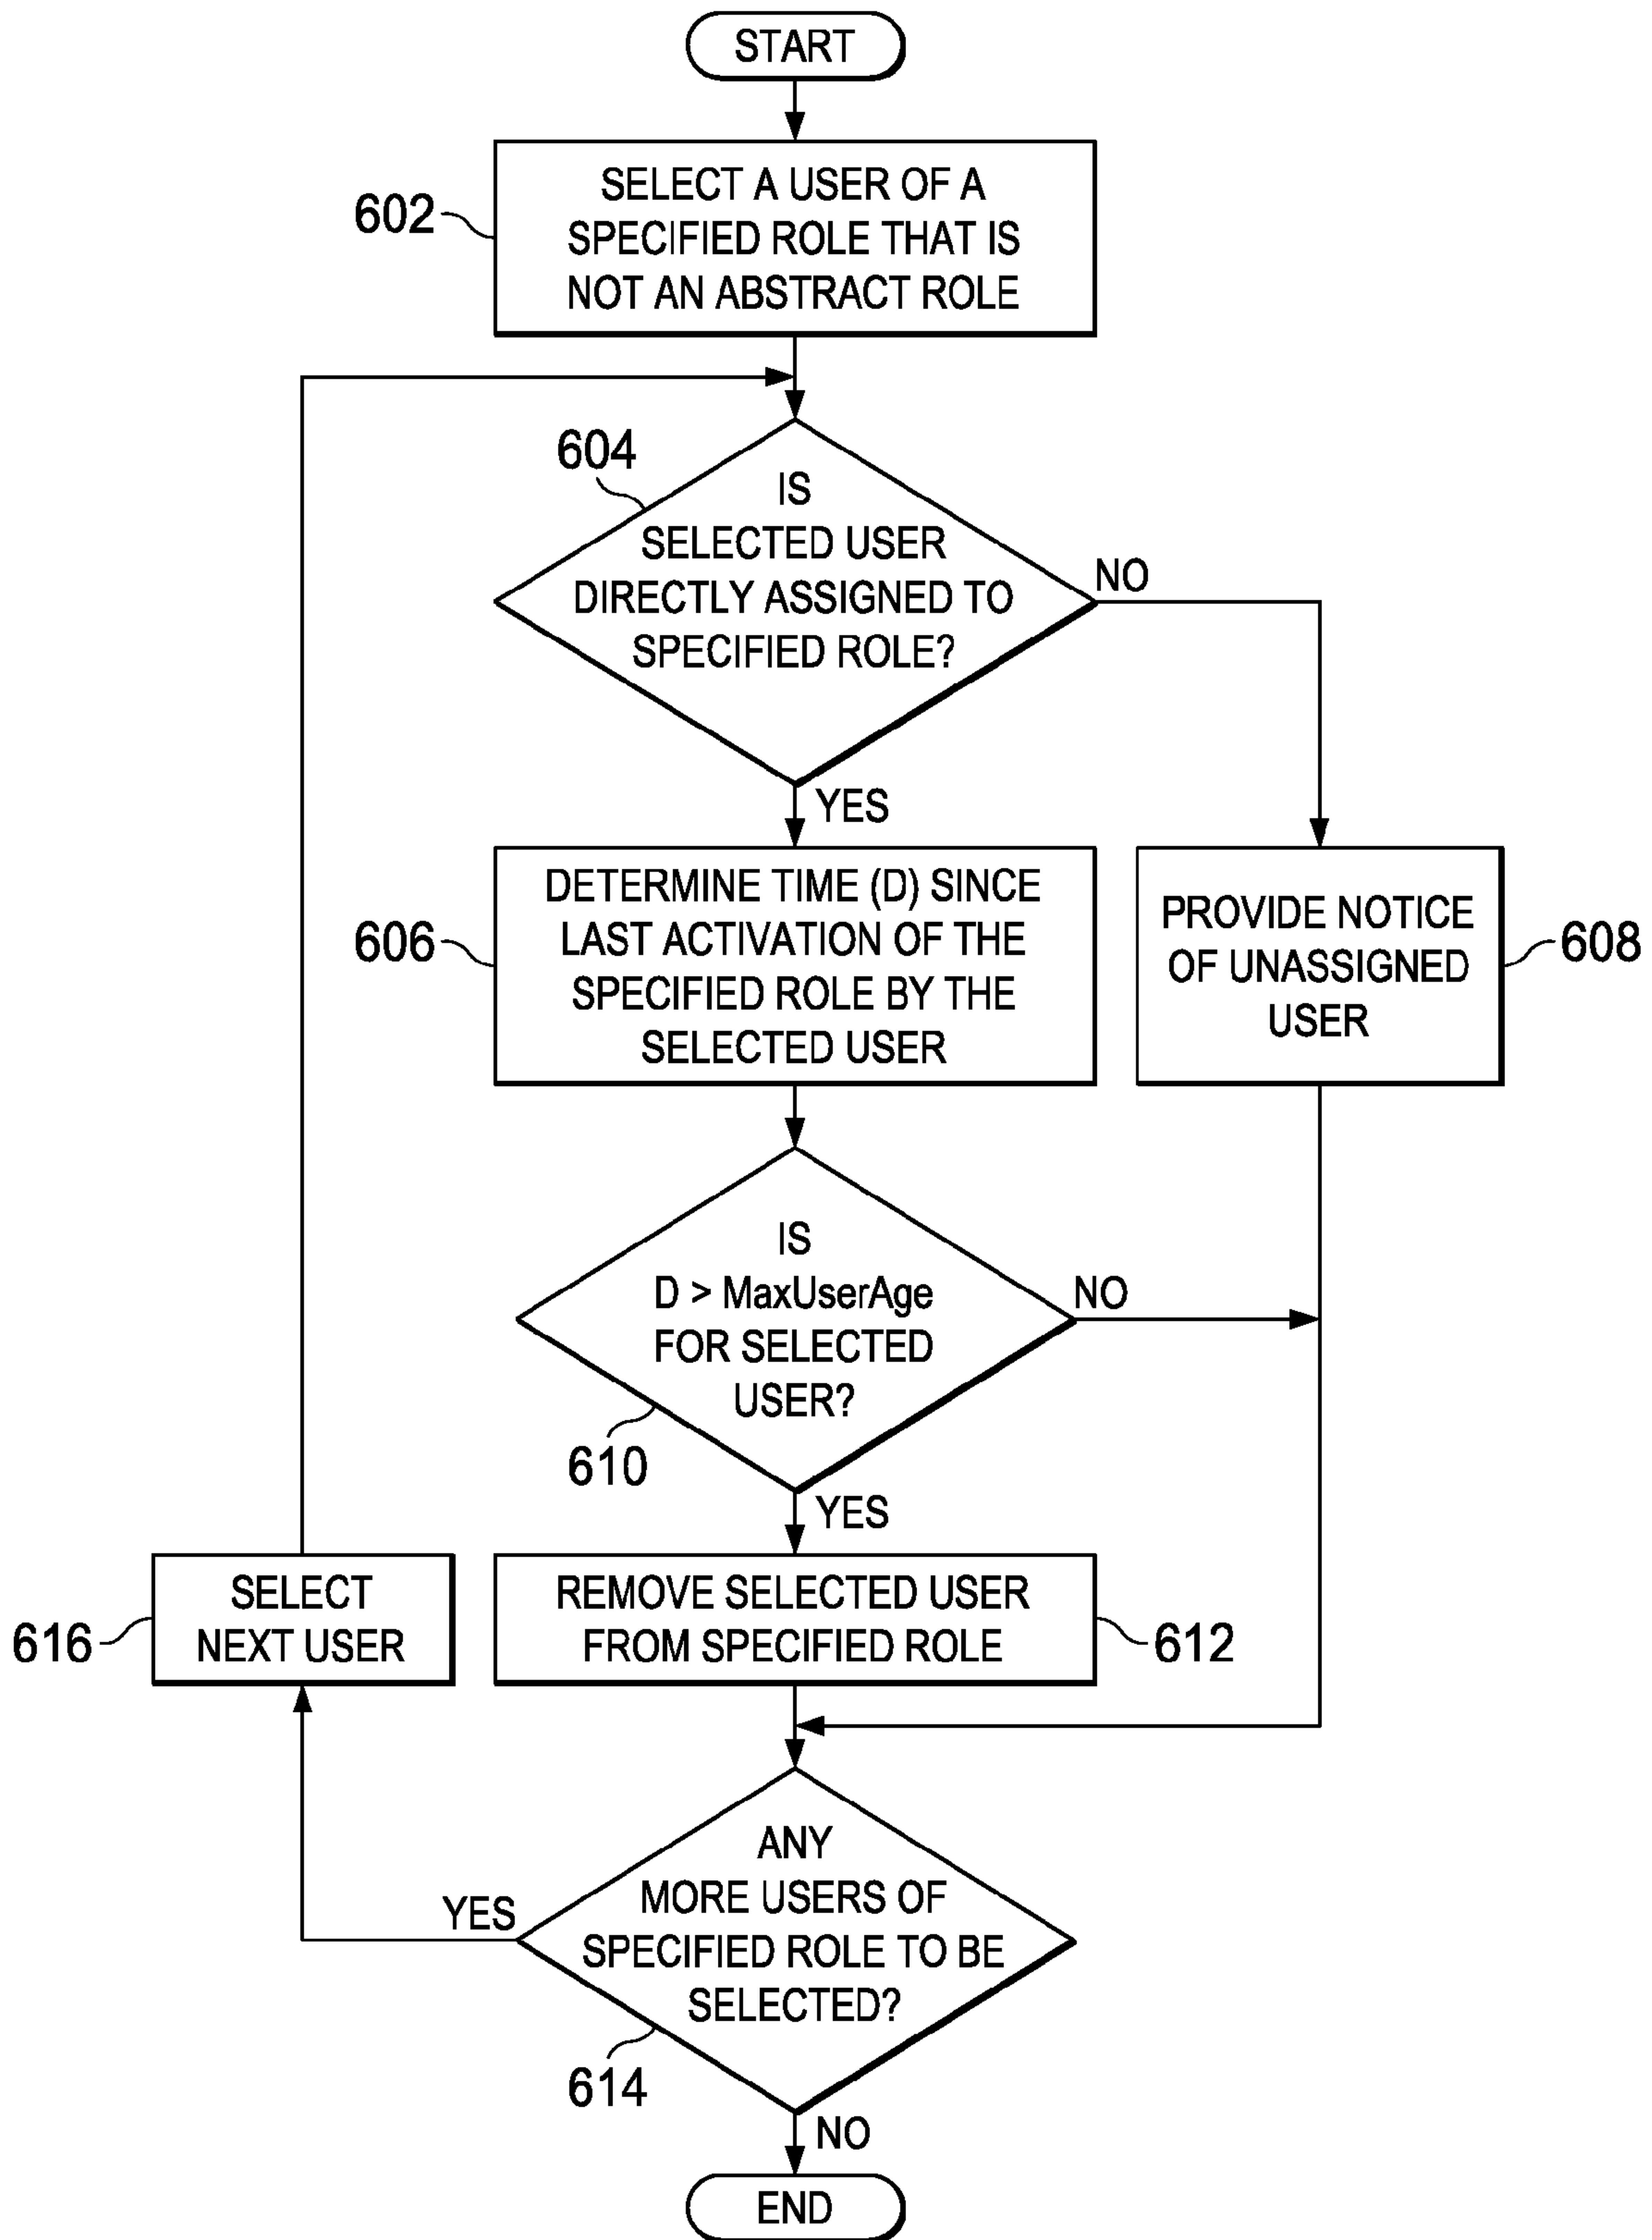 START
SELECT A USER OF A
SPECIFIED ROLE THAT IS
NOT AN ABSTRACT ROLE
602
604
IS
SELECTED USER
DIRECTLY ASSIGNED TO
SPECIFIED ROLE?
NO
YES
DETERMINE TIME (D) SINCE
LAST ACTIVATION OF THE
SPECIFIED ROLE BY THE
SELECTED USER
606
PROVIDE NOTICE
OF UNASSIGNED
USER
608
IS
D > MaxUserAge
FOR SELECTED
USER?
NO
610
YES
SELECT
NEXT USER
616
REMOVE SELECTED USER
FROM SPECIFIED ROLE
612
ANY
MORE USERS OF
SPECIFIED ROLE TO BE
SELECTED?
YES
614
NO
END